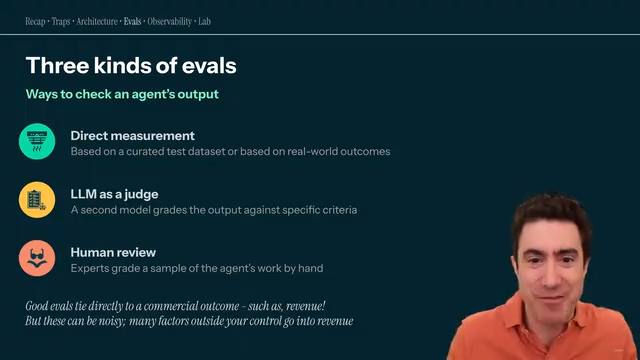 Recap • Traps • Architecture • Evals • Observability • Lab
Three kinds of evals
Ways to check an agent's output
Direct measurement
Based on a curated test dataset or based on real-world outcomes
LLM as a judge
A second model grades the output against specific criteria
Human review
Experts grade a sample of the agent's work by hand
Good evals tie directly to a commercial outcome - such as, revenue!
But these can be noisy; many factors outside your control go into revenue